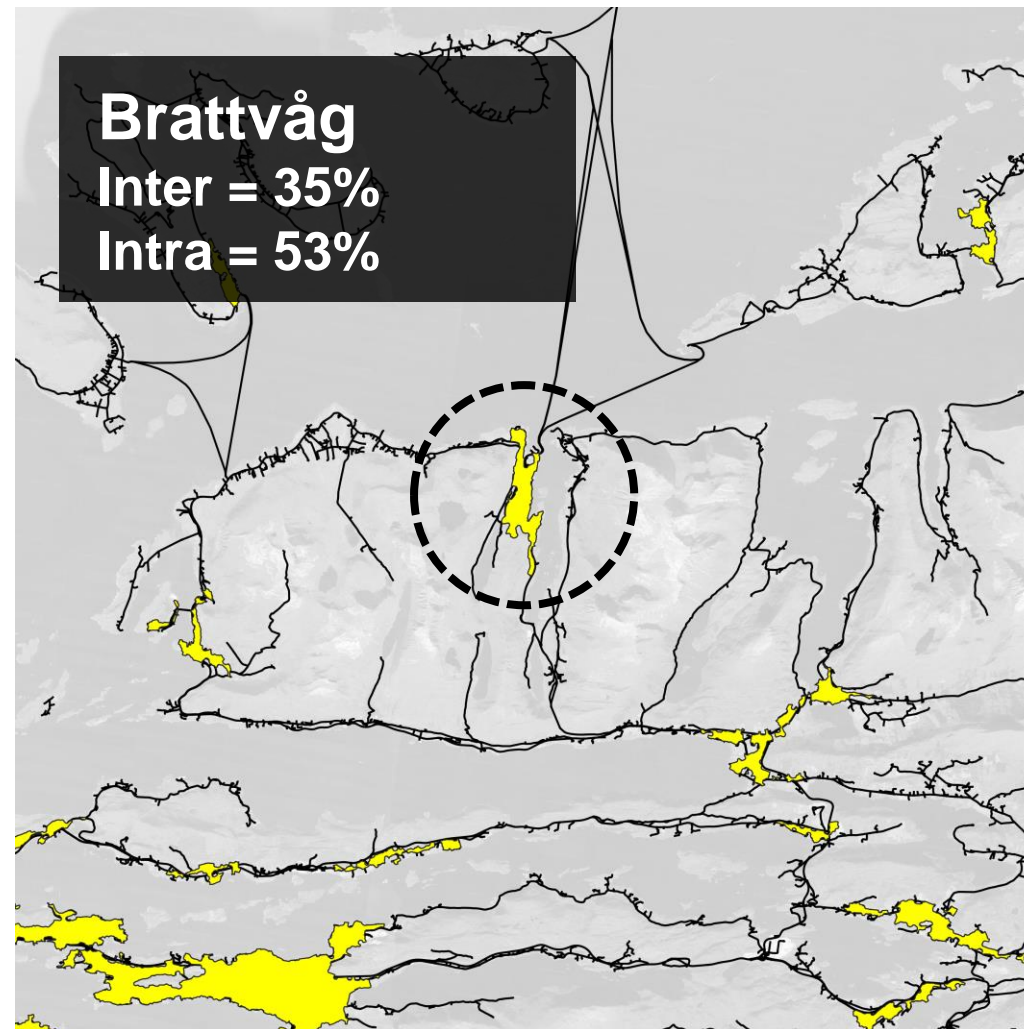 Brattvåg
Inter = 35%
Intra = 53%